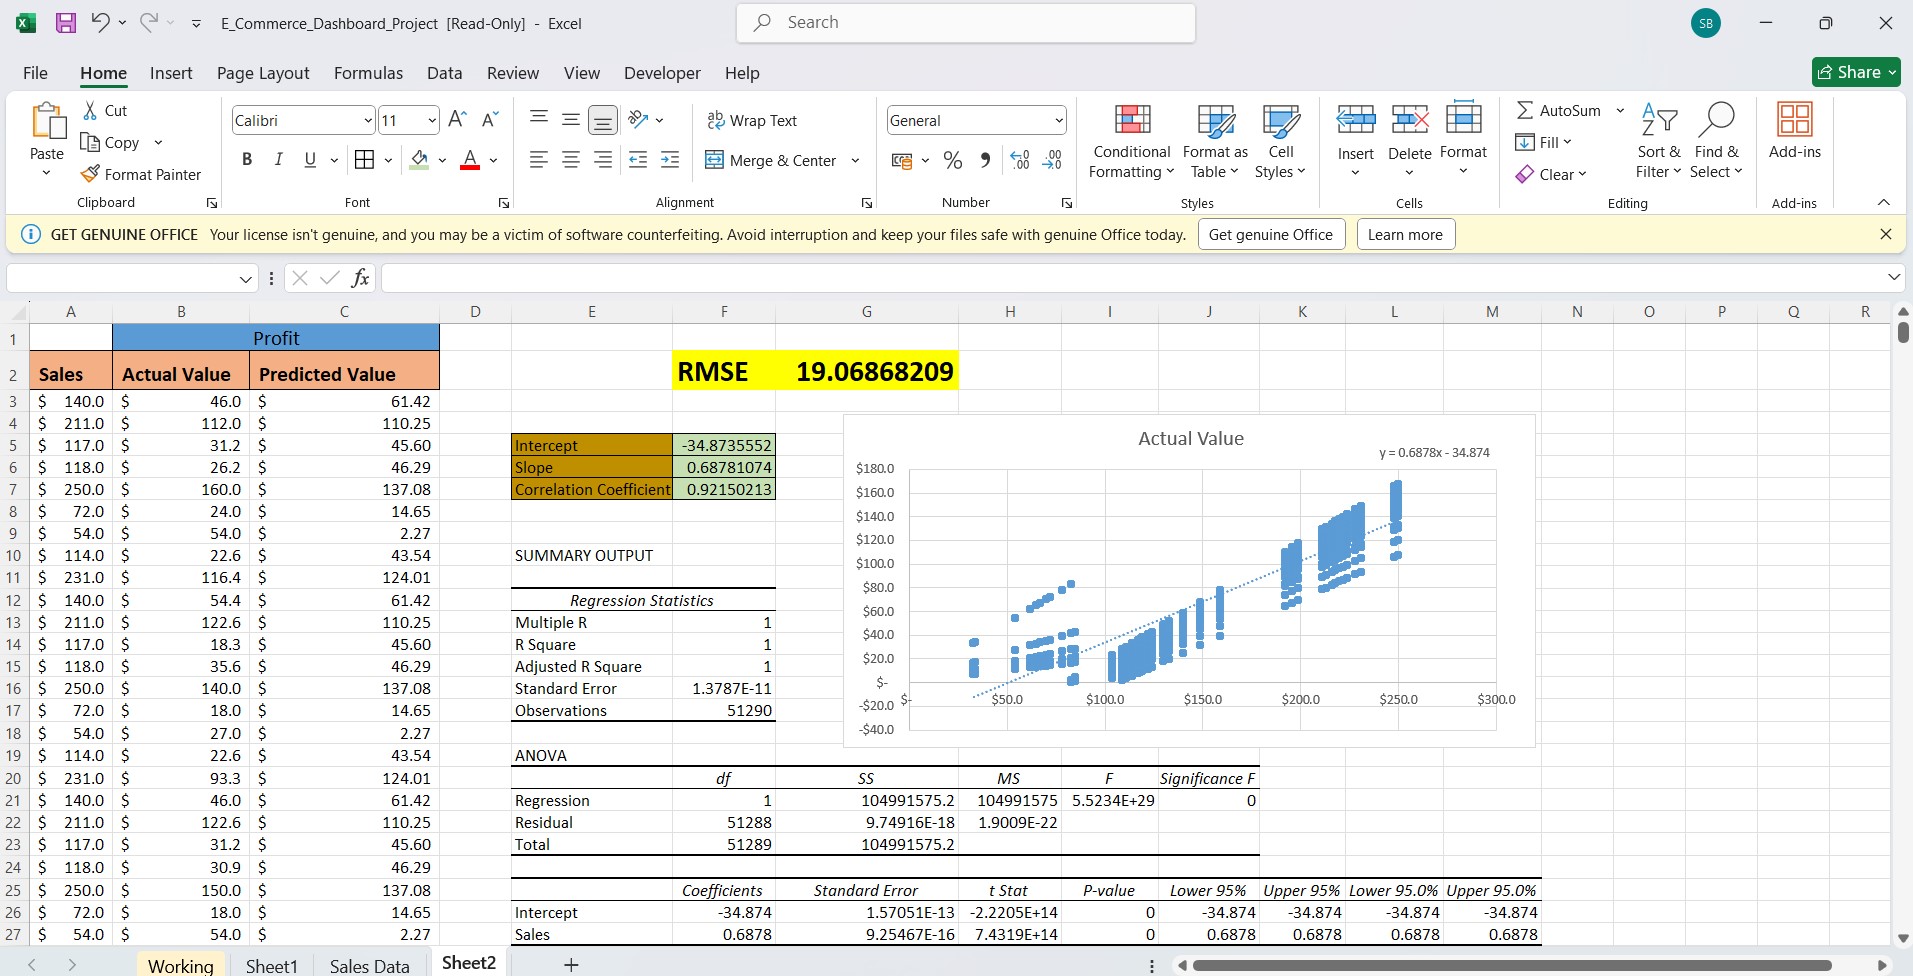 E_Commerce_Dashboard_Project [Read-Only] - Excel
Search
SB
File Home Insert Page Layout Formulas Data Review View Developer Help
Share
Paste
Cut
Copy
Format Painter
Clipboard
Calibri 11
B I U
Font
Wrap Text
Merge & Center
Alignment
General
Number
Conditional Formatting
Format as Table
Cell Styles
Styles
Insert Delete Format
Cells
AutoSum
Fill
Clear
Sort & Filter
Find & Select
Editing
Add-ins
Add-ins
GET GENUINE OFFICE Your license isn't genuine, and you may be a victim of software counterfeiting. Avoid interruption and keep your files safe with genuine Office today. Get genuine Office Learn more
fx
A B C D E F G H I J K L M N O P Q R
1 Profit
2 Sales Actual Value Predicted Value RMSE 19.06868209
3 $ 140.0 $ 46.0 $ 61.42
4 $ 211.0 $ 112.0 $ 110.25
5 $ 117.0 $ 31.2 $ 45.60 Intercept -34.8735552
6 $ 118.0 $ 26.2 $ 46.29 Slope 0.68781074
7 $ 250.0 $ 160.0 $ 137.08 Correlation Coefficient 0.92150213
8 $ 72.0 $ 24.0 $ 14.65
9 $ 54.0 $ 54.0 $ 2.27
10 $ 114.0 $ 22.6 $ 43.54 SUMMARY OUTPUT
11 $ 231.0 $ 116.4 $ 124.01
12 $ 140.0 $ 54.4 $ 61.42 Regression Statistics
13 $ 211.0 $ 122.6 $ 110.25 Multiple R 1
14 $ 117.0 $ 18.3 $ 45.60 R Square 1
15 $ 118.0 $ 35.6 $ 46.29 Adjusted R Square 1
16 $ 250.0 $ 140.0 $ 137.08 Standard Error 1.3787E-11
17 $ 72.0 $ 18.0 $ 14.65 Observations 51290
18 $ 54.0 $ 27.0 $ 2.27
19 $ 114.0 $ 22.6 $ 43.54 ANOVA
20 $ 231.0 $ 93.3 $ 124.01 df SS MS F Significance F
21 $ 140.0 $ 46.0 $ 61.42 Regression 1 104991575.2 104991575 5.5234E+29 0
22 $ 211.0 $ 122.6 $ 110.25 Residual 51288 9.74916E-18 1.9009E-22
23 $ 117.0 $ 31.2 $ 45.60 Total 51289 104991575.2
24 $ 118.0 $ 30.9 $ 46.29
25 $ 250.0 $ 150.0 $ 137.08 Coefficients Standard Error t Stat P-value Lower 95% Upper 95% Lower 95.0% Upper 95.0%
26 $ 72.0 $ 18.0 $ 14.65 Intercept -34.874 1.57051E-13 -2.2205E+14 0 -34.874 -34.874 -34.874 -34.874
27 $ 54.0 $ 54.0 $ 2.27 Sales 0.6878 9.25467E-16 7.4319E+14 0 0.6878 0.6878 0.6878 0.6878
Actual Value
y = 0.6878x - 34.874
$180.0
$160.0
$140.0
$120.0
$100.0
$80.0
$60.0
$40.0
$20.0
$-
-$20.0
-$40.0
$- $50.0 $100.0 $150.0 $200.0 $250.0 $300.0
Working Sheet1 Sales Data Sheet2